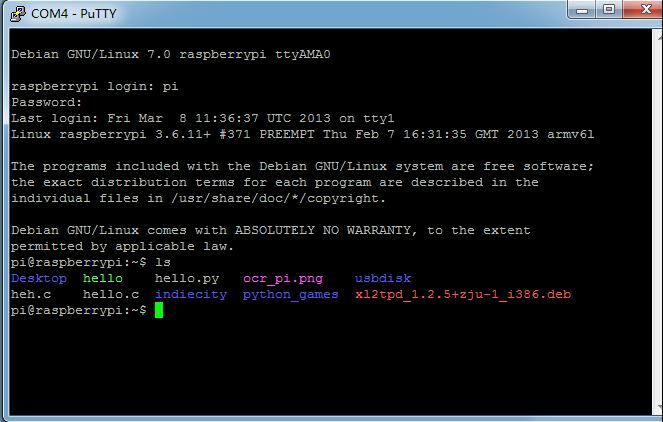 COM4 - PuTTY
Debian GNU/Linux 7.0 raspberrypi ttyAMA0
raspberrypi login: pi
Password:
Last login: Fri Mar  8 11:36:37 UTC 2013 on tty1
Linux raspberrypi 3.6.11+ #371 PREEMPT Thu Feb 7 16:31:35 GMT 2013 armv6l
The programs included with the Debian GNU/Linux system are free software;
the exact distribution terms for each program are described in the
individual files in /usr/share/doc/*/copyright.
Debian GNU/Linux comes with ABSOLUTELY NO WARRANTY, to the extent
permitted by applicable law.
pi@raspberrypi:~$ ls
Desktop  hello    hello.py   ocr_pi.png    usbdisk
heh.c    hello.c  indiecity  python_games  xl2tpd_1.2.5+zju-1_i386.deb
pi@raspberrypi:~$